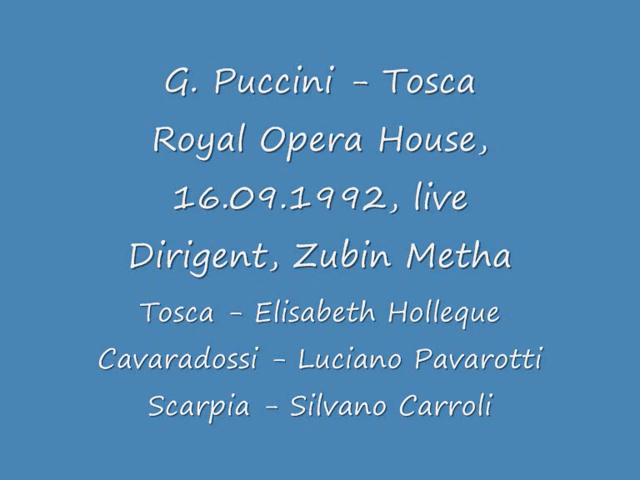 G. Puccini - Tosca
Royal Opera House,
16.09.1992, live
Dirigent, Zubin Metha
Tosca - Elisabeth Holleque
Cavaradossi - Luciano Pavarotti
Scarpia - Silvano Carroli